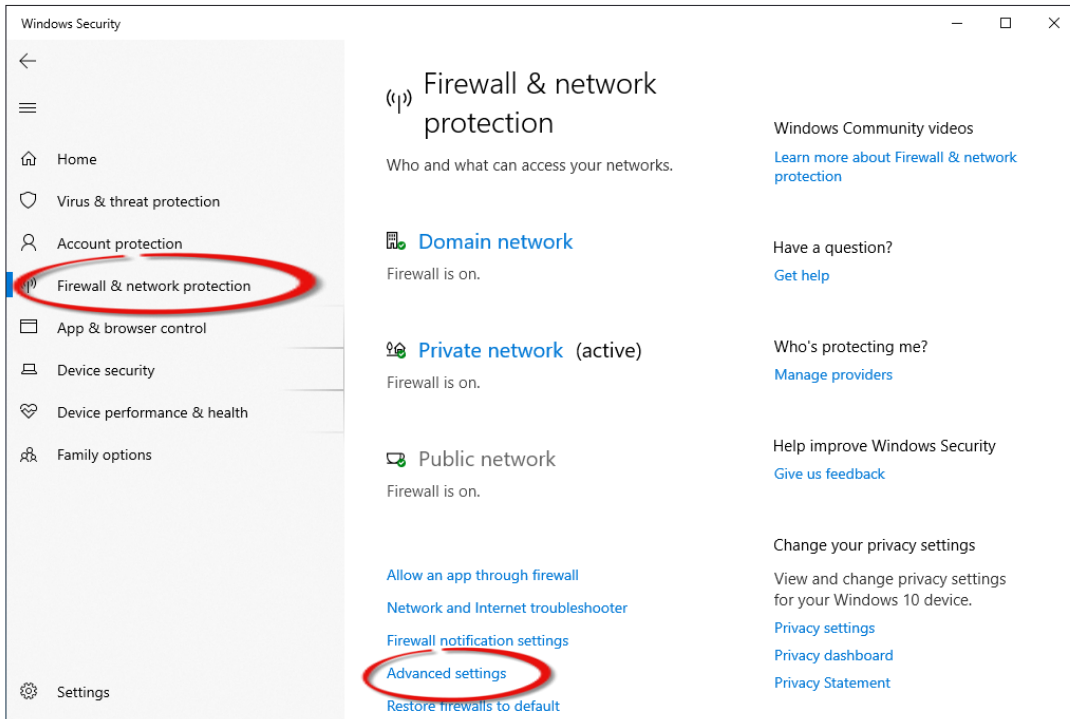 Windows Security
Home
Virus & threat protection
Account protection
Firewall & network protection
App & browser control
Device security
Device performance & health
Family options
Settings
Firewall & network
protection
Who and what can access your networks.
Domain network
Firewall is on.
Private network (active)
Firewall is on.
Public network
Firewall is on.
Allow an app through firewall
Network and Internet troubleshooter
Firewall notification settings
Advanced settings
Restore firewalls to default
Windows Community videos
Learn more about Firewall & network
protection
Have a question?
Get help
Who's protecting me?
Manage providers
Help improve Windows Security
Give us feedback
Change your privacy settings
View and change privacy settings
for your Windows 10 device.
Privacy settings
Privacy dashboard
Privacy Statement